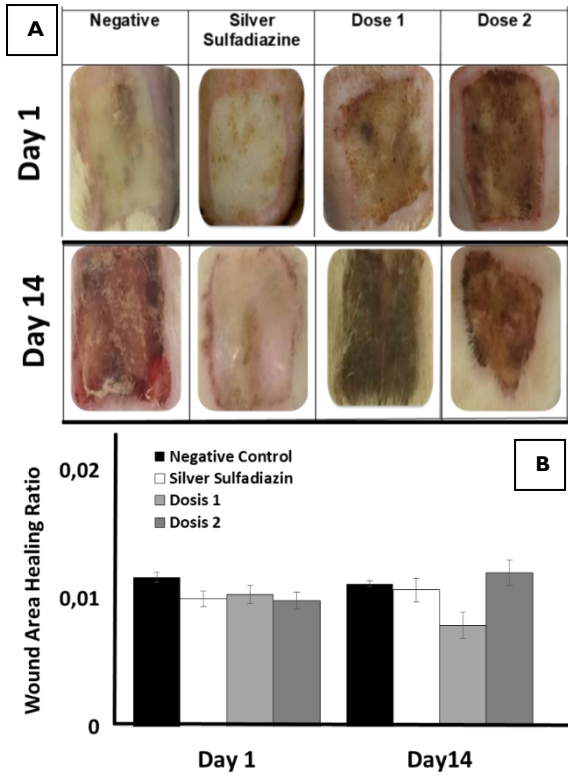 A
Negative
Silver
Sulfadiazine
Dose 1
Dose 2
Day 1
Day 14
B
Wound Area Healing Ratio
0,02
0,01
0
Negative Control
Silver Sulfadiazin
Dosis 1
Dosis 2
Day 1
Day14